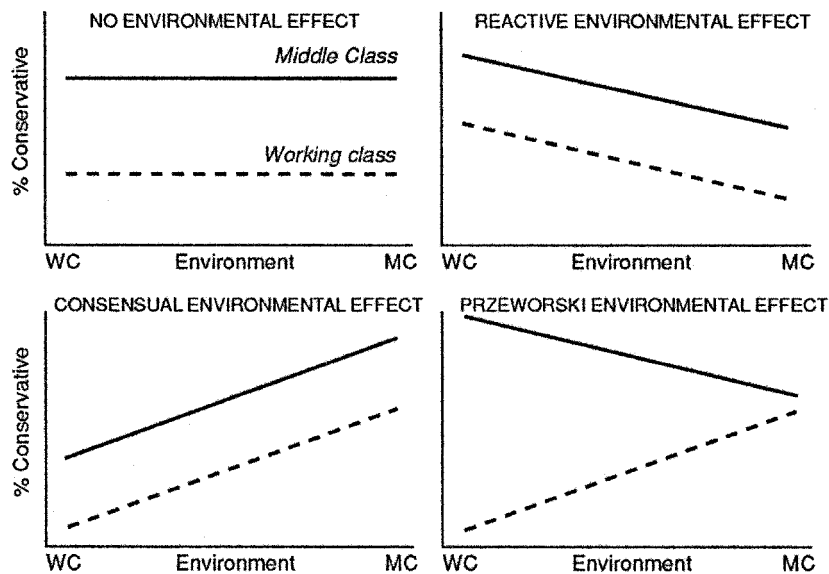 NO ENVIRONMENTAL EFFECT
Middle Class
Working class
% Conservative
WC Environment MC
REACTIVE ENVIRONMENTAL EFFECT
WC Environment MC
CONSENSUAL ENVIRONMENTAL EFFECT
% Conservative
WC Environment MC
PRZEWORSKI ENVIRONMENTAL EFFECT
WC Environment MC